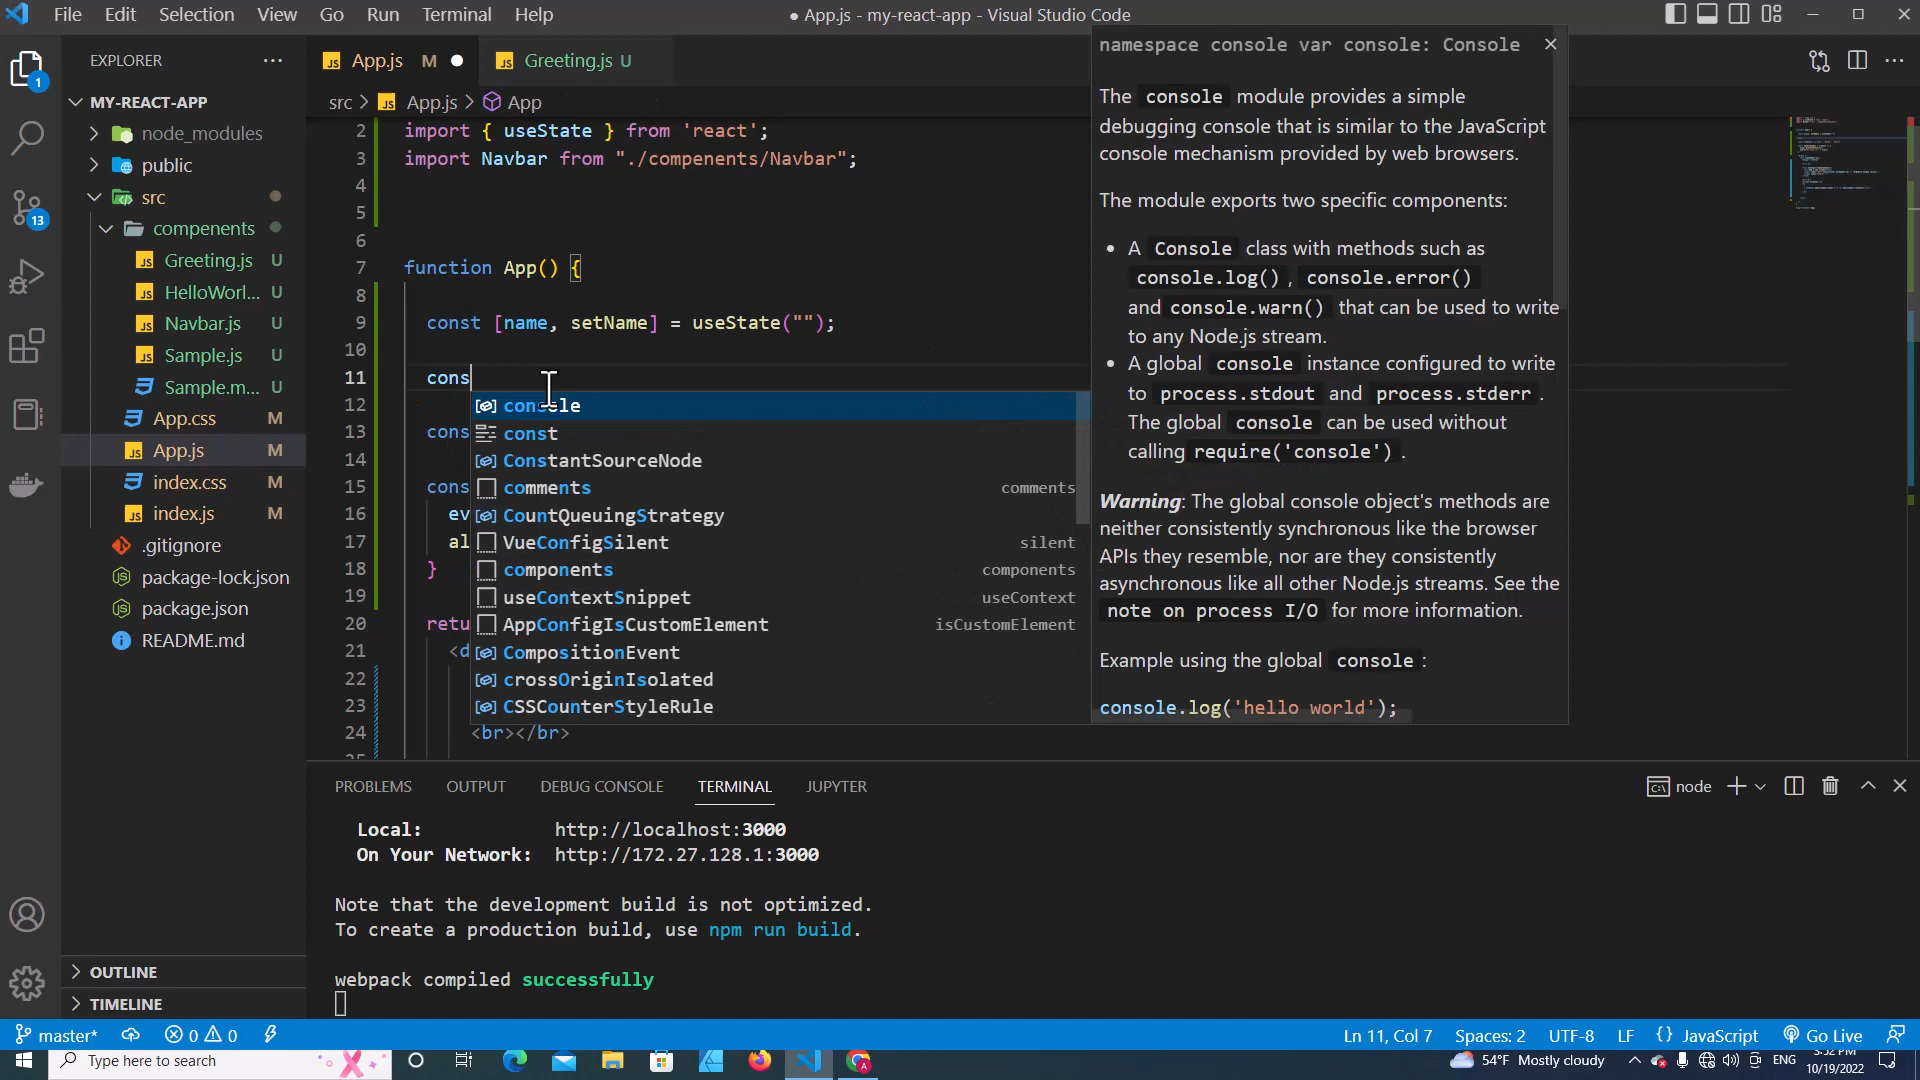 File Edit Selection View Go Run Terminal Help
● App.js - my-react-app - Visual Studio Code
EXPLORER
1
13
MY-REACT-APP
node_modules
public
src
compenents
Greeting.js U
HelloWorl... U
Navbar.js U
Sample.js U
Sample.m... U
App.css M
App.js M
index.css M
index.js M
.gitignore
package-lock.json
package.json
README.md
OUTLINE
TIMELINE
App.js M ●
Greeting.js U
src > App.js > App
2 import { useState } from 'react';
3 import Navbar from "./compenents/Navbar";
4
5
6
7 function App() {
8
9 const [name, setName] = useState("");
10
11 cons
12
13 cons
14
15 cons
16 ev
17 al
18 }
19
20 retu
21 <d
22
23
24 <br></br>
console
const
ConstantSourceNode
comments comments
CountQueuingStrategy
VueConfigSilent silent
components components
useContextSnippet useContext
AppConfigIsCustomElement isCustomElement
CompositionEvent
crossOriginIsolated
CSSCounterStyleRule
namespace console var console: Console
The console module provides a simple
debugging console that is similar to the JavaScript
console mechanism provided by web browsers.
The module exports two specific components:
• A Console class with methods such as
console.log(), console.error()
and console.warn() that can be used to write
to any Node.js stream.
• A global console instance configured to write
to process.stdout and process.stderr.
The global console can be used without
calling require('console').
Warning: The global console object's methods are
neither consistently synchronous like the browser
APIs they resemble, nor are they consistently
asynchronous like all other Node.js streams. See the
note on process I/O for more information.
Example using the global console:
console.log('hello world');
PROBLEMS OUTPUT DEBUG CONSOLE TERMINAL JUPYTER
node
Local: http://localhost:3000
On Your Network: http://172.27.128.1:3000
Note that the development build is not optimized.
To create a production build, use npm run build.
webpack compiled successfully
master* 0 0
Ln 11, Col 7 Spaces: 2 UTF-8 LF {} JavaScript Go Live
Type here to search
54°F Mostly cloudy
ENG
3:52 PM
10/19/2022